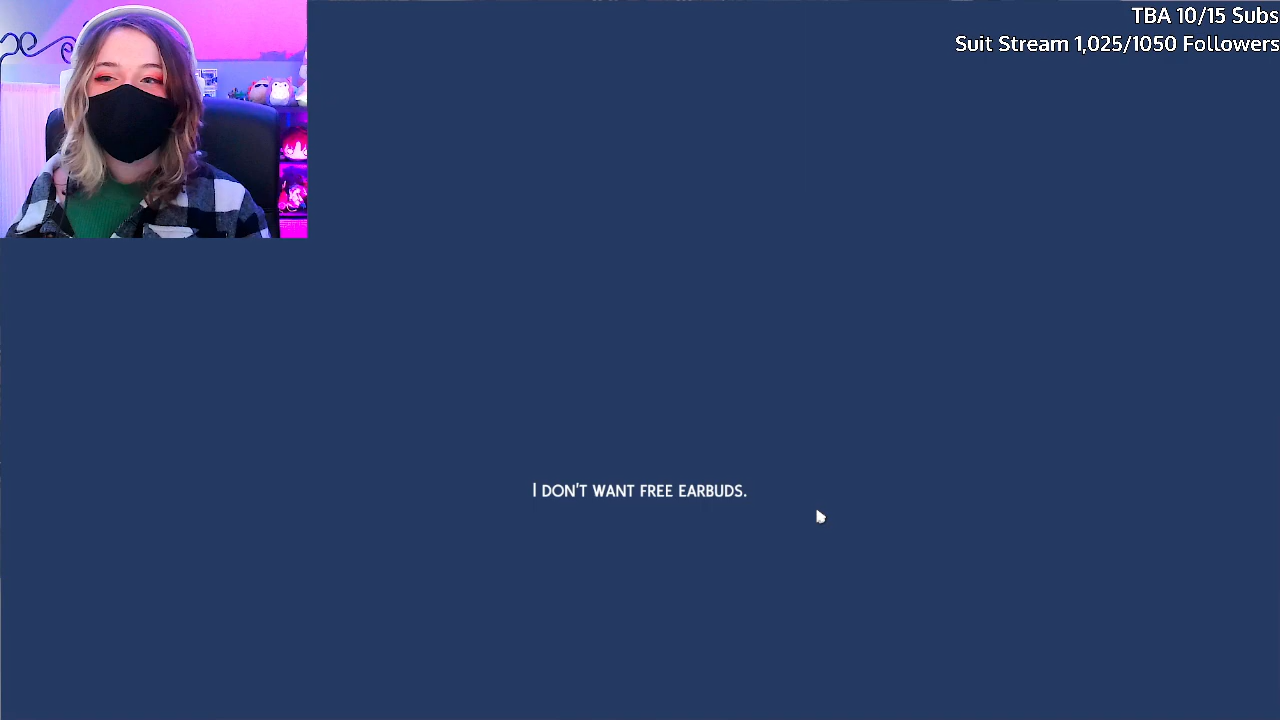 TBA 10/15 Subs
Suit Stream 1,025/1050 Followers
I DON'T WANT FREE EARBUDS.